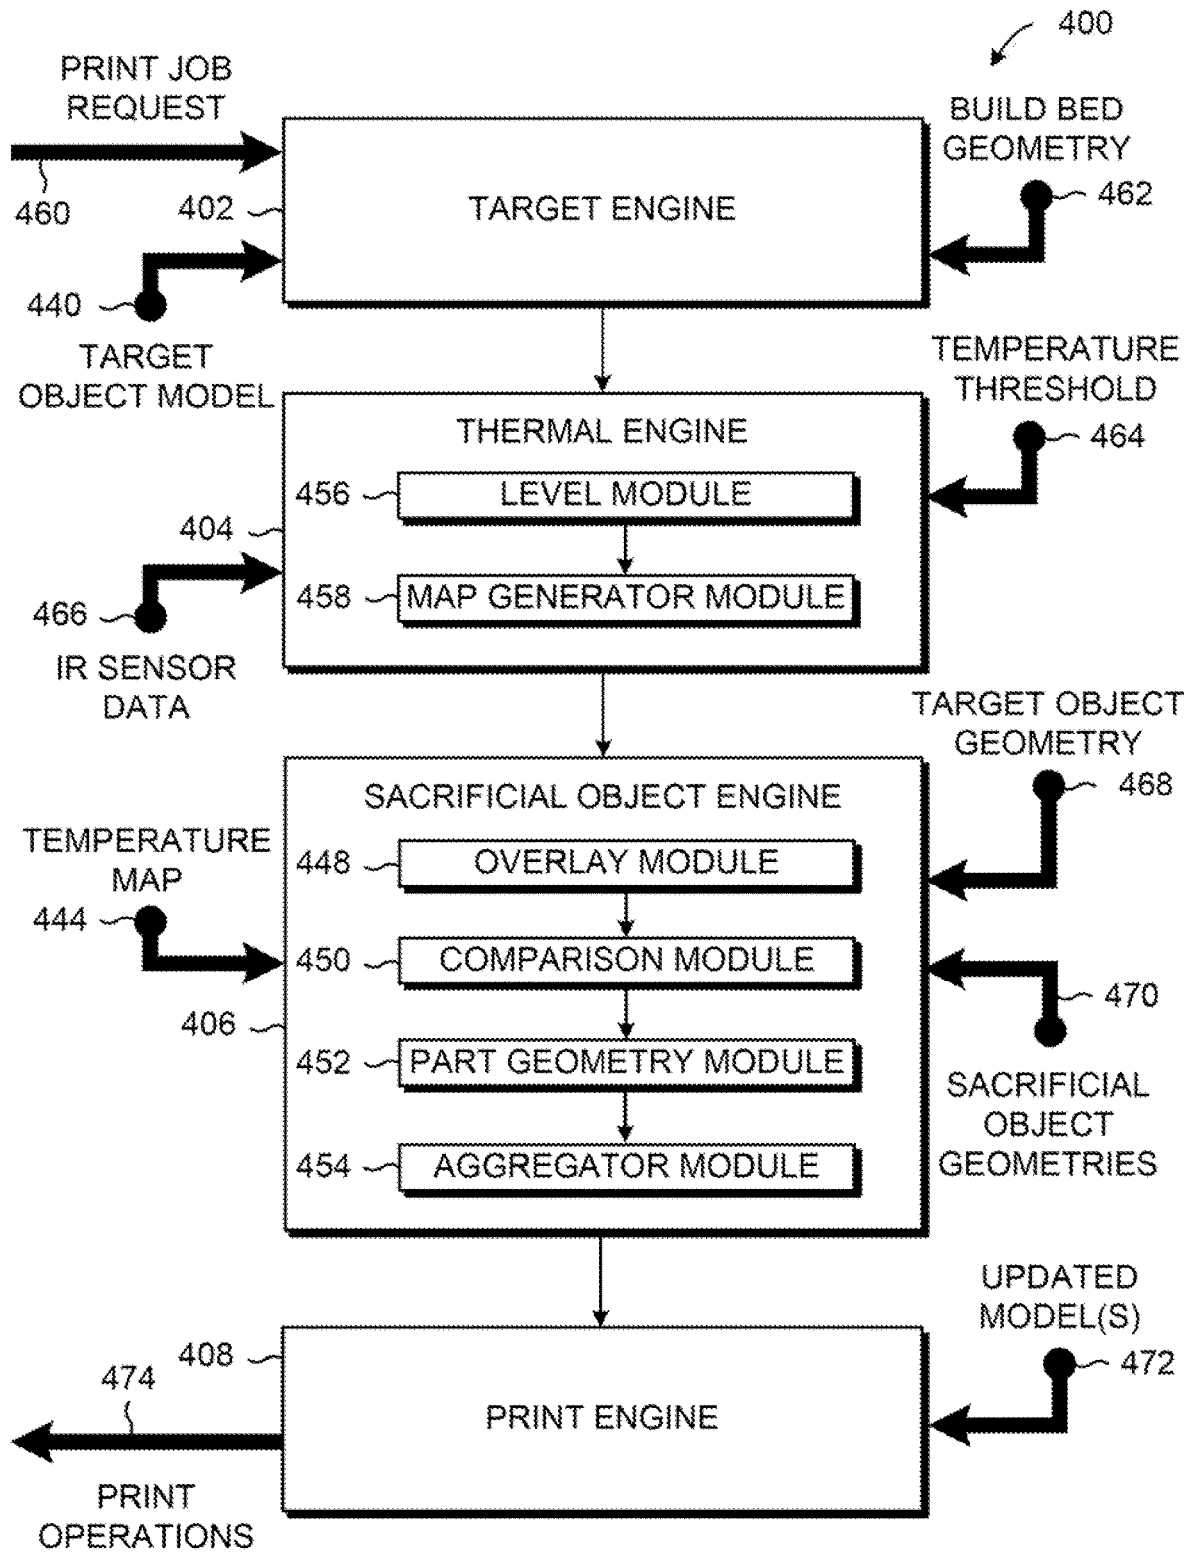 400
PRINT JOB
REQUEST
460
BUILD BED
GEOMETRY
462
402
TARGET ENGINE
440
TARGET
OBJECT MODEL
TEMPERATURE
THRESHOLD
464
THERMAL ENGINE
456
LEVEL MODULE
404
458
MAP GENERATOR MODULE
466
IR SENSOR
DATA
TARGET OBJECT
GEOMETRY
468
SACRIFICIAL OBJECT ENGINE
TEMPERATURE
MAP
444
448
OVERLAY MODULE
450
COMPARISON MODULE
470
406
452
PART GEOMETRY MODULE
SACRIFICIAL
OBJECT
GEOMETRIES
454
AGGREGATOR MODULE
UPDATED
MODEL(S)
472
408
PRINT ENGINE
474
PRINT
OPERATIONS